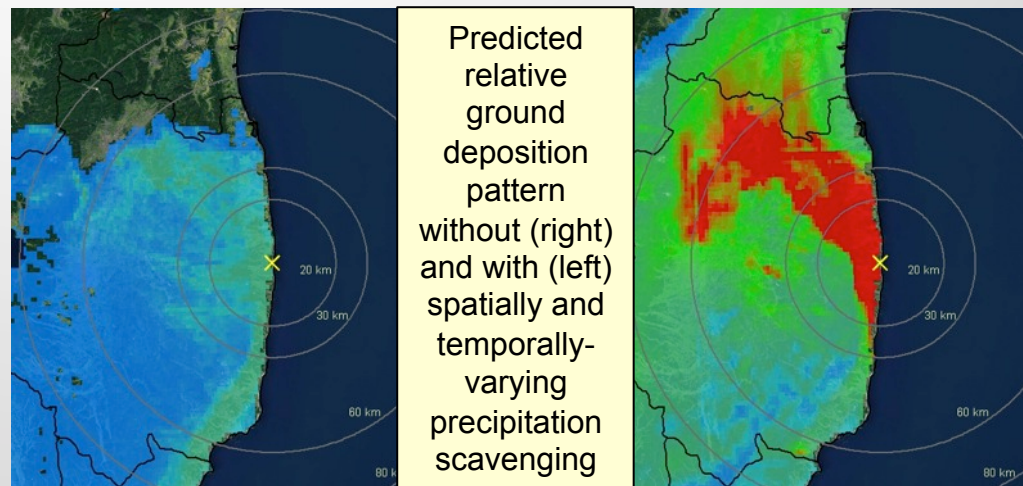 20 km
30 km
60 km
80 k
Predicted
relative
ground
deposition
pattern
without (right)
and with (left)
spatially and
temporally-
varying
precipitation
scavenging
20 km
30 km
60 km
80 km